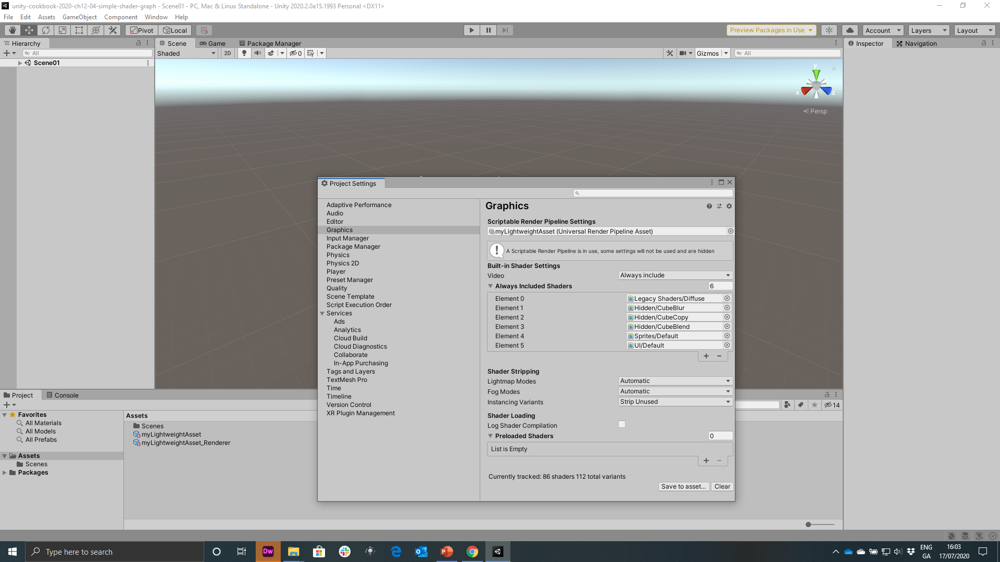 unity-cookbook-2020-ch12-04-simple-shader-graph - Scene01 - PC, Mac & Linux Standalone - Unity 2020.2.0a15.1993 Personal <DX11>
File Edit Assets GameObject Component Window Help
Pivot Local Preview Packages in Use Account Layers Layout
Hierarchy Scene Game Package Manager Inspector Navigation
All Shaded 2D 0 Gizmos All
Scene01
y
x z
Persp
Project Settings
Adaptive Performance
Audio
Editor
Graphics
Input Manager
Package Manager
Physics
Physics 2D
Player
Preset Manager
Quality
Scene Template
Script Execution Order
Services
Ads
Analytics
Cloud Build
Cloud Diagnostics
Collaborate
In-App Purchasing
Tags and Layers
TextMesh Pro
Time
Timeline
Version Control
XR Plugin Management
Graphics
Scriptable Render Pipeline Settings
myLightweightAsset (Universal Render Pipeline Asset)
A Scriptable Render Pipeline is in use, some settings will not be used and are hidden
Built-in Shader Settings
Video Always include
Always Included Shaders 6
Element 0 Legacy Shaders/Diffuse
Element 1 Hidden/CubeBlur
Element 2 Hidden/CubeCopy
Element 3 Hidden/CubeBlend
Element 4 Sprites/Default
Element 5 UI/Default
Shader Stripping
Lightmap Modes Automatic
Fog Modes Automatic
Instancing Variants Strip Unused
Shader Loading
Log Shader Compilation
Preloaded Shaders 0
List is Empty
Currently tracked: 86 shaders 112 total variants
Save to asset... Clear
Project Console
14
Favorites
All Materials
All Models
All Prefabs
Assets
Scenes
Packages
Assets
Scenes
myLightweightAsset
myLightweightAsset_Renderer
Type here to search
Dw
ENG
GA
16:03
17/07/2020